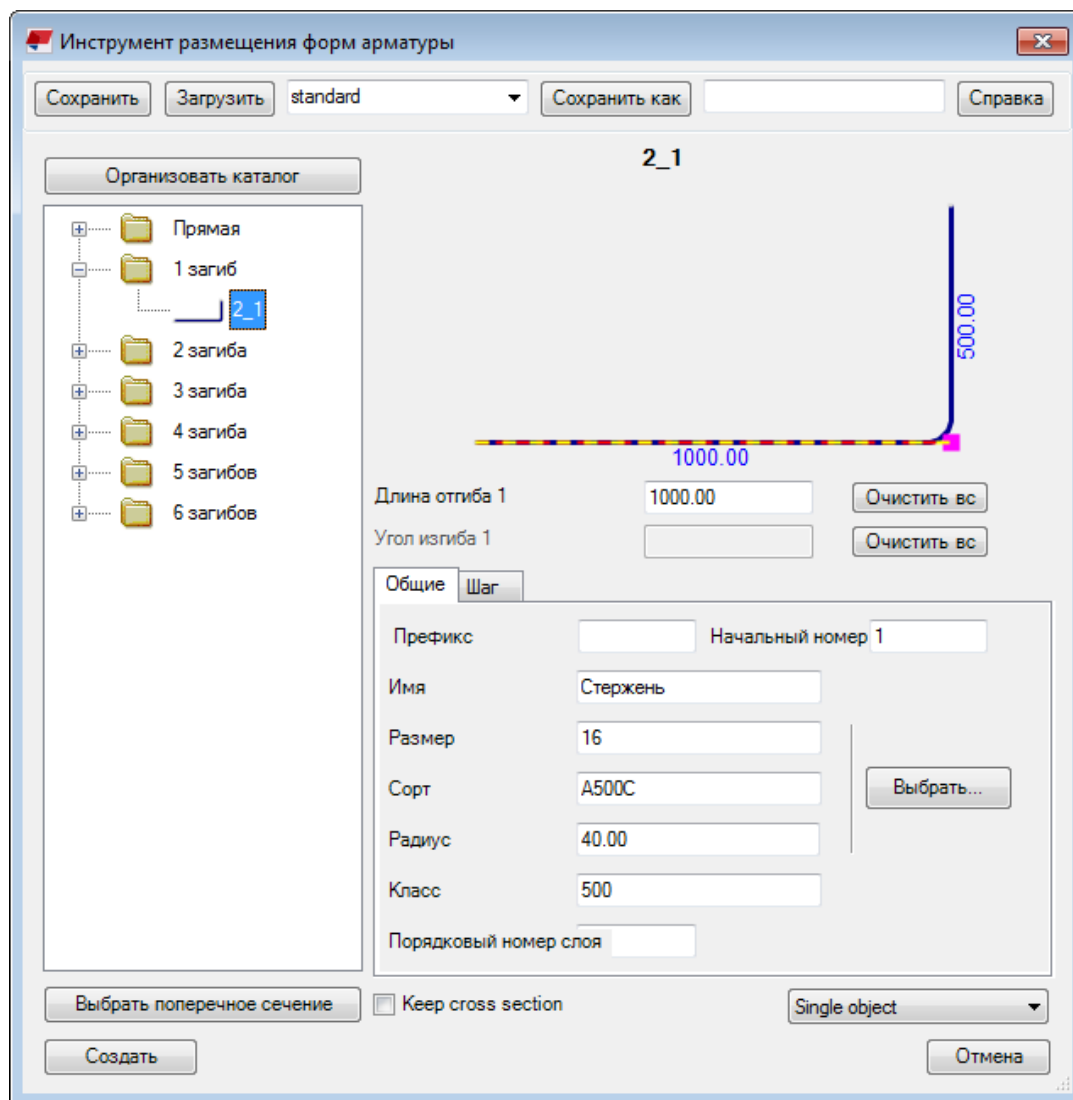 Инструмент размещения форм арматуры
Сохранить Загрузить standard Сохранить как Справка
Организовать каталог
2_1
Прямая
1 загиб
2_1
2 загиба
3 загиба
4 загиба
5 загибов
6 загибов
500.00
1000.00
Длина отгиба 1 1000.00 Очистить вс
Угол изгиба 1 Очистить вс
Общие Шаг
Префикс Начальный номер 1
Имя Стержень
Размер 16
Сорт A500C Выбрать...
Радиус 40.00
Класс 500
Порядковый номер слоя
Выбрать поперечное сечение Keep cross section Single object
Создать Отмена